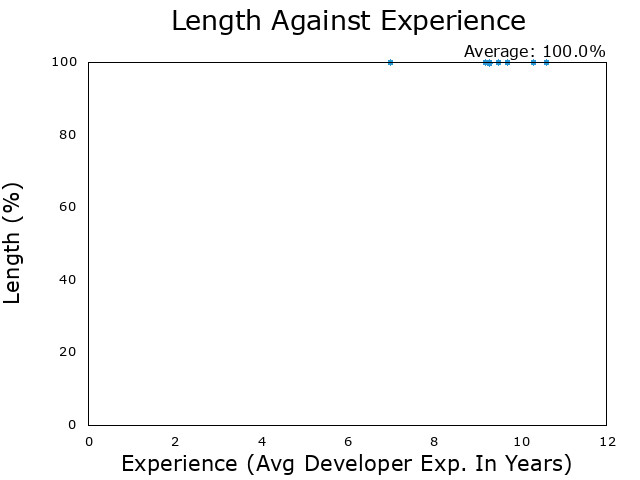 Length Against Experience
Average: 100.0%
100
80
60
40
20
0
Length (%)
0 2 4 6 8 10 12
Experience (Avg Developer Exp. In Years)